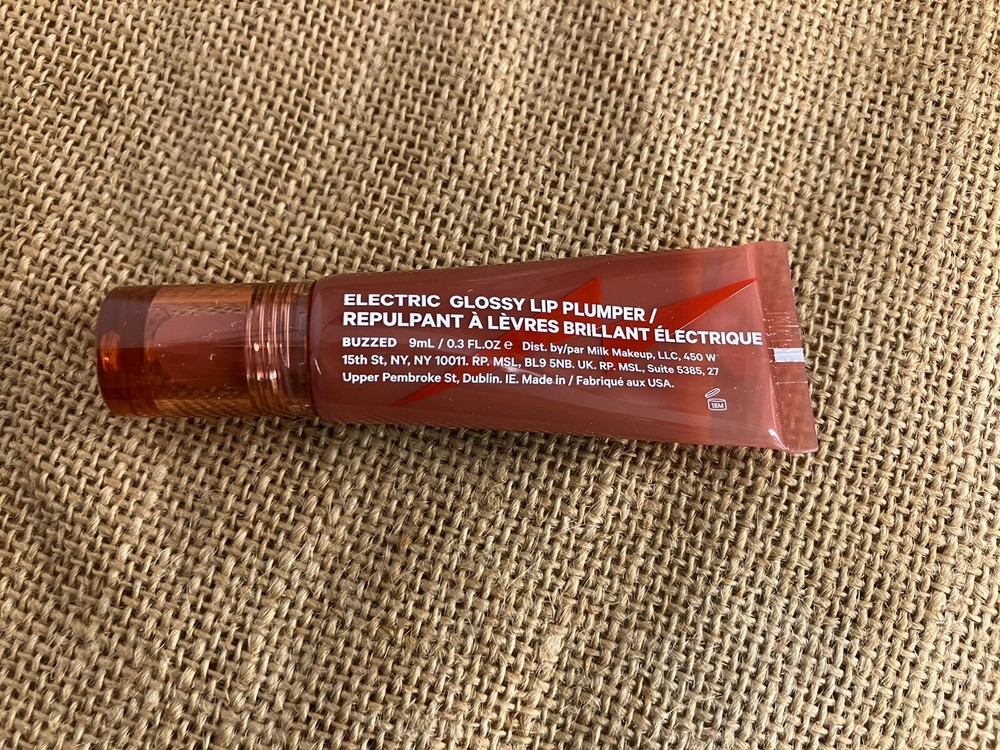 ELECTRIC GLOSSY LIP PLUMPER /
REPULPANT À LÈVRES BRILLANT ÉLECTRIQUE
BUZZED 9mL / 0.3 FL.OZ ℮ Dist. by/par Milk Makeup, LLC, 450 W
15th St, NY, NY 10011. RP. MSL, BL9 5NB. UK. RP. MSL, Suite 5385, 27
Upper Pembroke St, Dublin. IE. Made in / Fabriqué aux USA.
18M